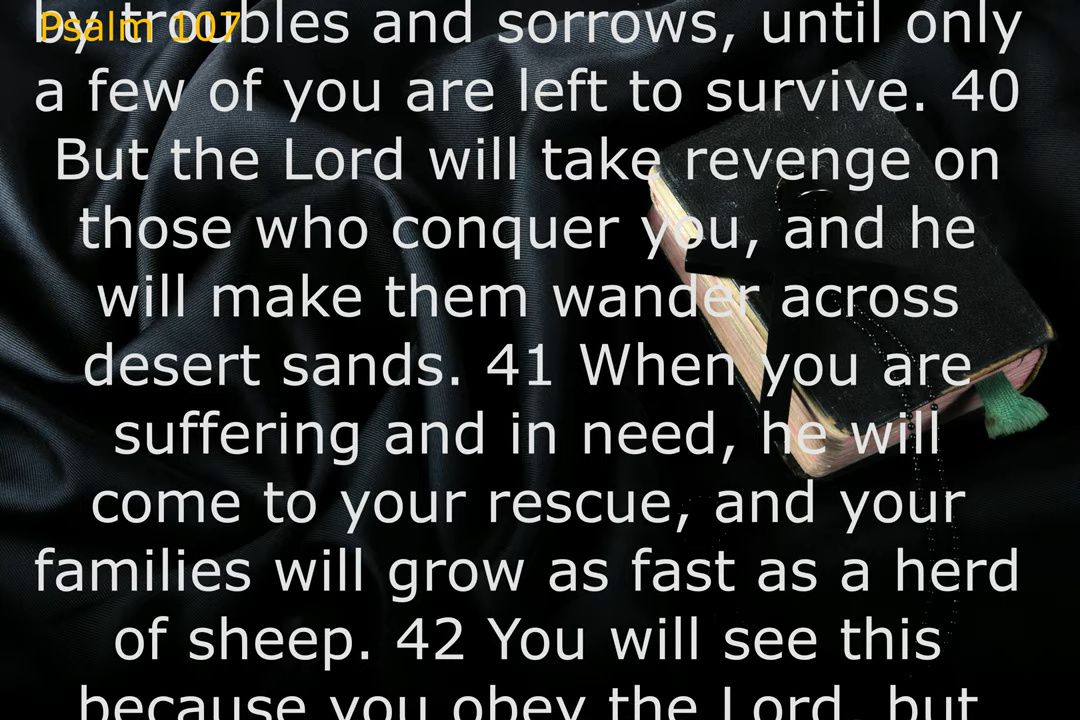 Psalm 107
by troubles and sorrows, until only
a few of you are left to survive. 40
But the Lord will take revenge on
those who conquer you, and he
will make them wander across
desert sands. 41 When you are
suffering and in need, he will
come to your rescue, and your
families will grow as fast as a herd
of sheep. 42 You will see this
because you obey the Lord, but